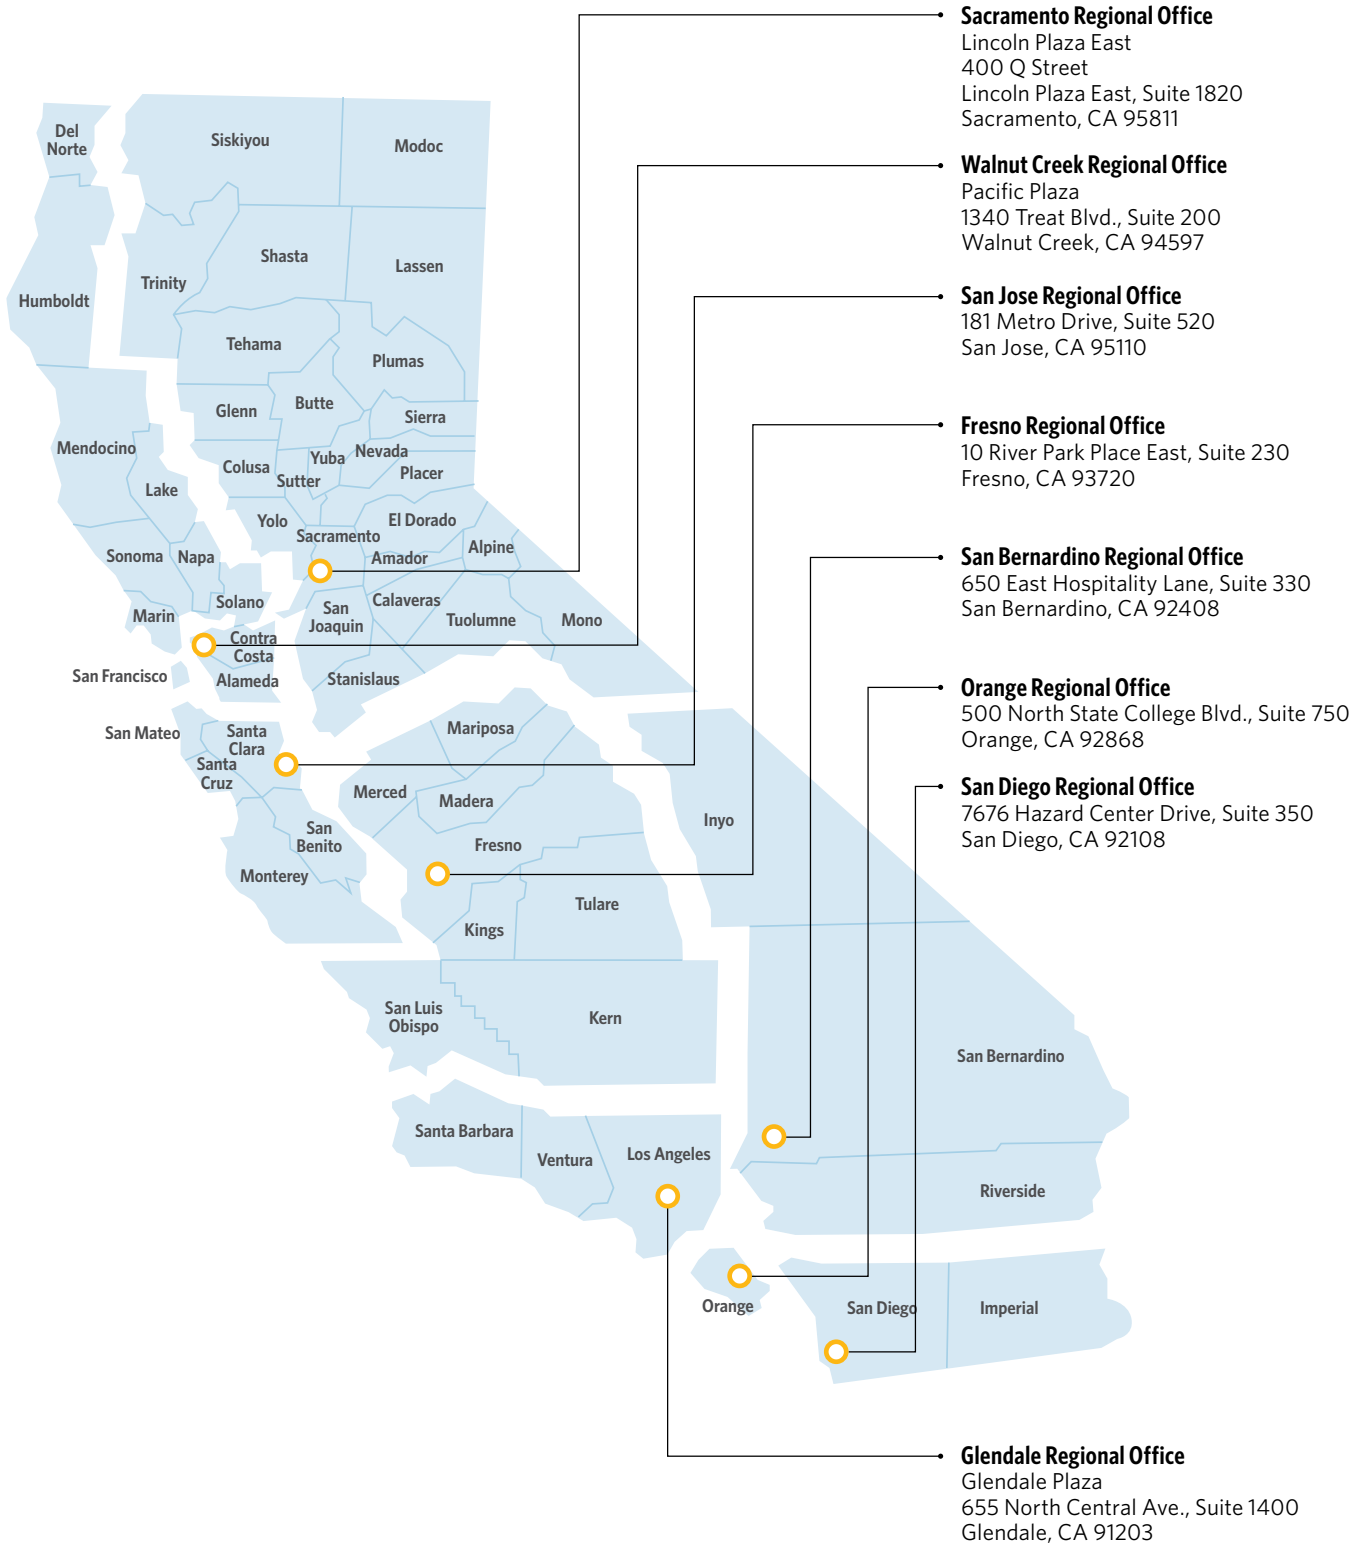 Sacramento Regional Office
Lincoln Plaza East
400 Q Street
Lincoln Plaza East, Suite 1820
Sacramento, CA 95811
Walnut Creek Regional Office
Pacific Plaza
1340 Treat Blvd., Suite 200
Walnut Creek, CA 94597
San Jose Regional Office
181 Metro Drive, Suite 520
San Jose, CA 95110
Fresno Regional Office
10 River Park Place East, Suite 230
Fresno, CA 93720
San Bernardino Regional Office
650 East Hospitality Lane, Suite 330
San Bernardino, CA 92408
Orange Regional Office
500 North State College Blvd., Suite 750
Orange, CA 92868
San Diego Regional Office
7676 Hazard Center Drive, Suite 350
San Diego, CA 92108
Glendale Regional Office
Glendale Plaza
655 North Central Ave., Suite 1400
Glendale, CA 91203
Del
Norte
Siskiyou
Modoc
Humboldt
Trinity
Shasta
Lassen
Tehama
Plumas
Glenn
Butte
Sierra
Mendocino
Lake
Colusa
Sutter
Yuba
Nevada
Placer
Yolo
Sacramento
El Dorado
Amador
Alpine
Sonoma
Napa
Solano
Marin
San
Joaquin
Calaveras
Tuolumne
Mono
Contra
Costa
San Francisco
Alameda
Stanislaus
San Mateo
Santa
Clara
Santa
Cruz
Mariposa
Merced
Madera
Inyo
San
Benito
Fresno
Monterey
Tulare
Kings
San Luis
Obispo
Kern
San Bernardino
Santa Barbara
Ventura
Los Angeles
Riverside
Orange
San Diego
Imperial